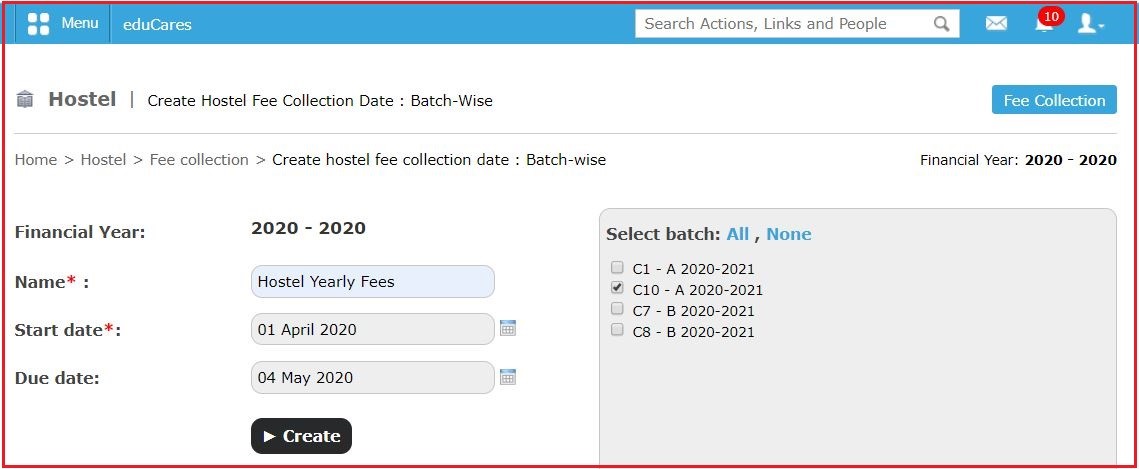 Menu eduCares Search Actions, Links and People 10
Hostel | Create Hostel Fee Collection Date : Batch-Wise Fee Collection
Home > Hostel > Fee collection > Create hostel fee collection date : Batch-wise Financial Year: 2020 - 2020
Financial Year: 2020 - 2020
Name* : Hostel Yearly Fees
Start date*: 01 April 2020
Due date: 04 May 2020
► Create
Select batch: All , None
C1 - A 2020-2021
C10 - A 2020-2021
C7 - B 2020-2021
C8 - B 2020-2021